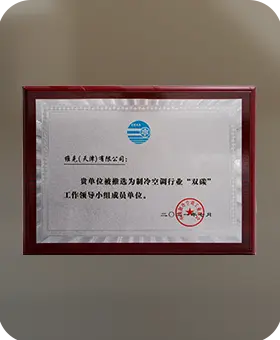 雅克(天津)有限公司:
贵单位被推选为制冷空调行业“双碳”
工作领导小组成员单位。